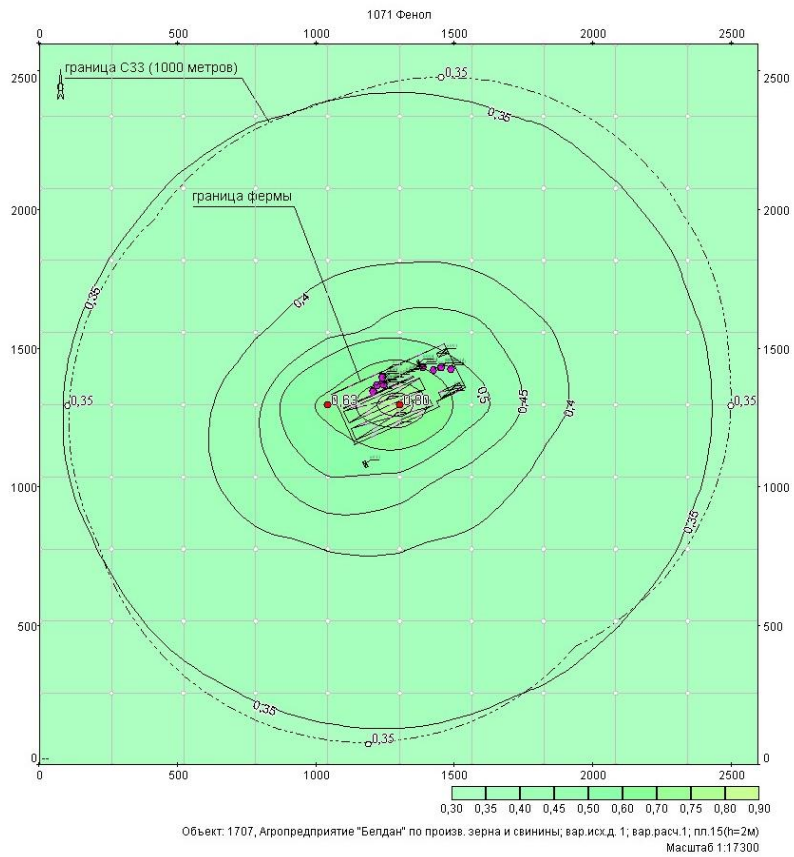 1071 Фенол
0 500 1000 1500 2000 2500
2500 2500
граница СЗЗ (1000 метров)
0,35
0,35
граница фермы
2000 2000
0,35
0,4
1500 1500
0,35 0,63 0,80 0,5 0,45 0,4 0,35
1000 1000
0,35
500 500
0,35
0,35
0 0
0 500 1000 1500 2000 2500
0,30 0,35 0,40 0,45 0,50 0,60 0,70 0,75 0,80 0,90
Объект: 1707, Агропредприятие "Белдан" по произв. зерна и свинины; вар.исх.д. 1; вар.расч.1; пл.15(h=2м)
Масштаб 1:17300